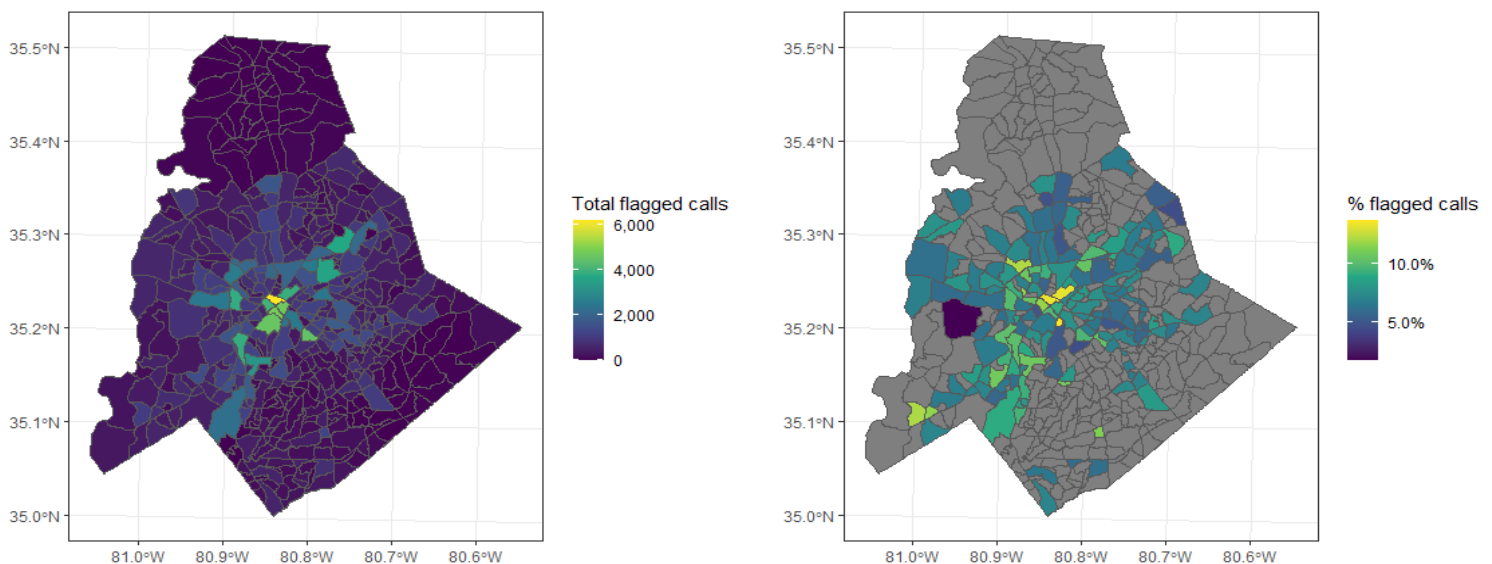 35.5°N
35.4°N
35.3°N
35.2°N
35.1°N
35.0°N
81.0°W 80.9°W 80.8°W 80.7°W 80.6°W
Total flagged calls
6,000
4,000
2,000
0
35.5°N
35.4°N
35.3°N
35.2°N
35.1°N
35.0°N
81.0°W 80.9°W 80.8°W 80.7°W 80.6°W
% flagged calls
10.0%
5.0%